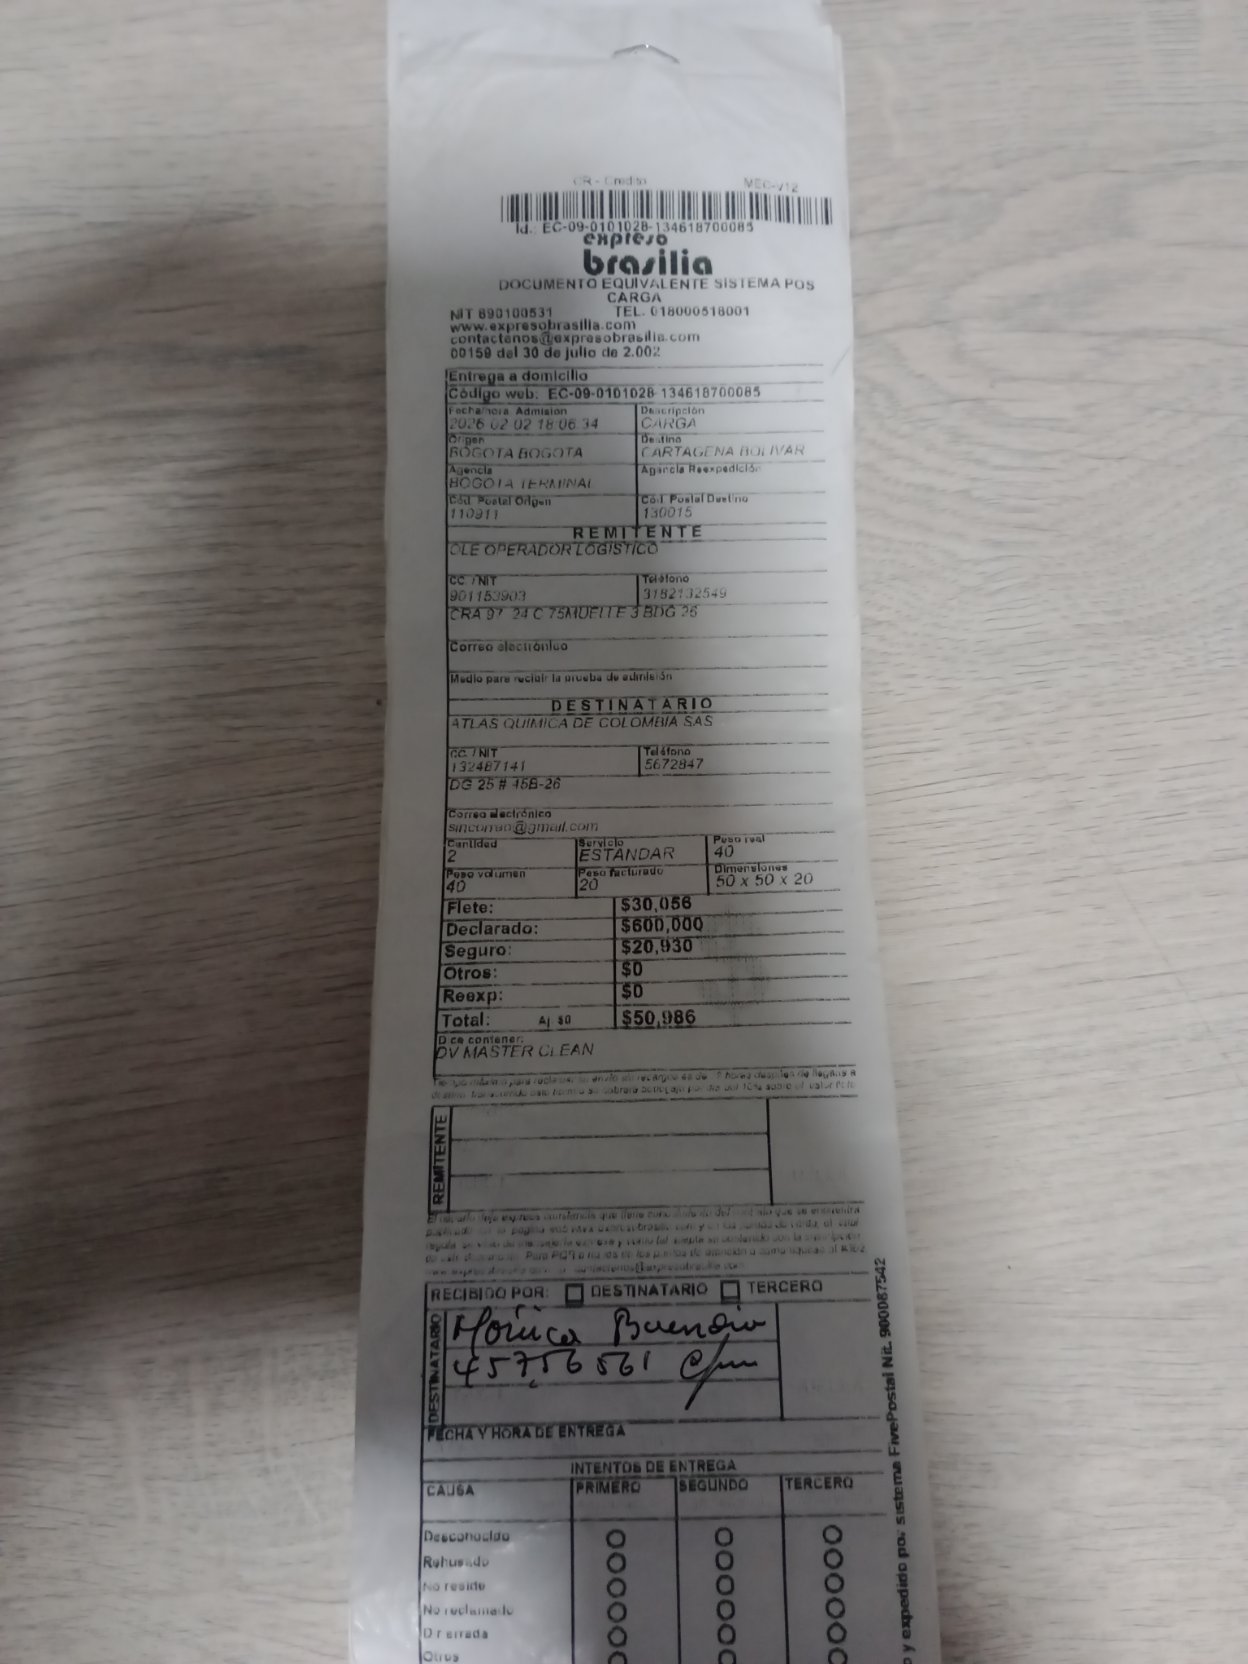 CR - Credito MEC-V12
Id.: EC-09-0101028-134618700085
expreso
brasilia
DOCUMENTO EQUIVALENTE SISTEMA POS
CARGA
NIT 890100531 TEL. 018000518001
www.expresobrasilia.com
contactenos@expresobrasilia.com
00159 del 30 de julio de 2.002
Entrega a domicilio
Código web: EC-09-0101028-134618700085
Fecha/hora Admisión Descripción
2026-02-02 18:06:34 CARGA
Origen Destino
BOGOTA BOGOTA CARTAGENA BOLIVAR
Agencia Agencia Reexpedición
BOGOTA TERMINAL
Cód. Postal Origen Cód. Postal Destino
110911 130015
REMITENTE
OLE OPERADOR LOGISTICO
CC. / NIT Teléfono
901153903 3182132549
CRA 97 24 C 75MUELLE 3 BDG 26
Correo electrónico
Medio para recibir la prueba de admisión
DESTINATARIO
ATLAS QUIMICA DE COLOMBIA SAS
CC. / NIT Teléfono
132487141 5672847
DG 25 # 45B-26
Correo electrónico
sincorreo@gmail.com
Cantidad Servicio Peso real
2 ESTANDAR 40
Peso volumen Peso facturado Dimensiones
40 20 50 x 50 x 20
Flete: $30,056
Declarado: $600,000
Seguro: $20,930
Otros: $0
Reexp: $0
Total: Aj $0 $50,986
Dice contener:
DV MASTER CLEAN
REMITENTE
RECIBIDO POR: DESTINATARIO TERCERO
DESTINATARIO
Monica Buendia
45756561
FECHA Y HORA DE ENTREGA
INTENTOS DE ENTREGA
CAUSA PRIMERO SEGUNDO TERCERO
Desconocido
Rehusado
No reside
No reclamado
Dir errada
Otros
o y expedido por sistema FivePostal Nit. 900087542